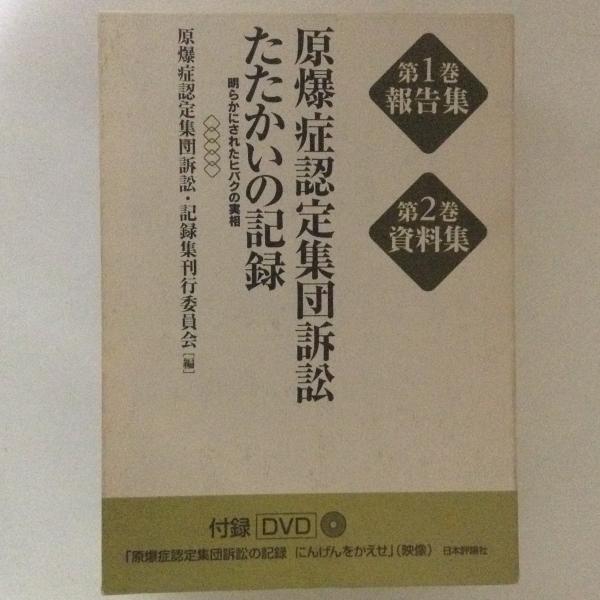 第1巻
報告集
第2巻
資料集
原爆症認定集団訴訟
たたかいの記録
明らかにされたヒバクの実相
原爆症認定集団訴訟・記録集刊行委員会［編］
付録 DVD
「原爆症認定集団訴訟の記録 にんげんをかえせ」（映像） 日本評論社